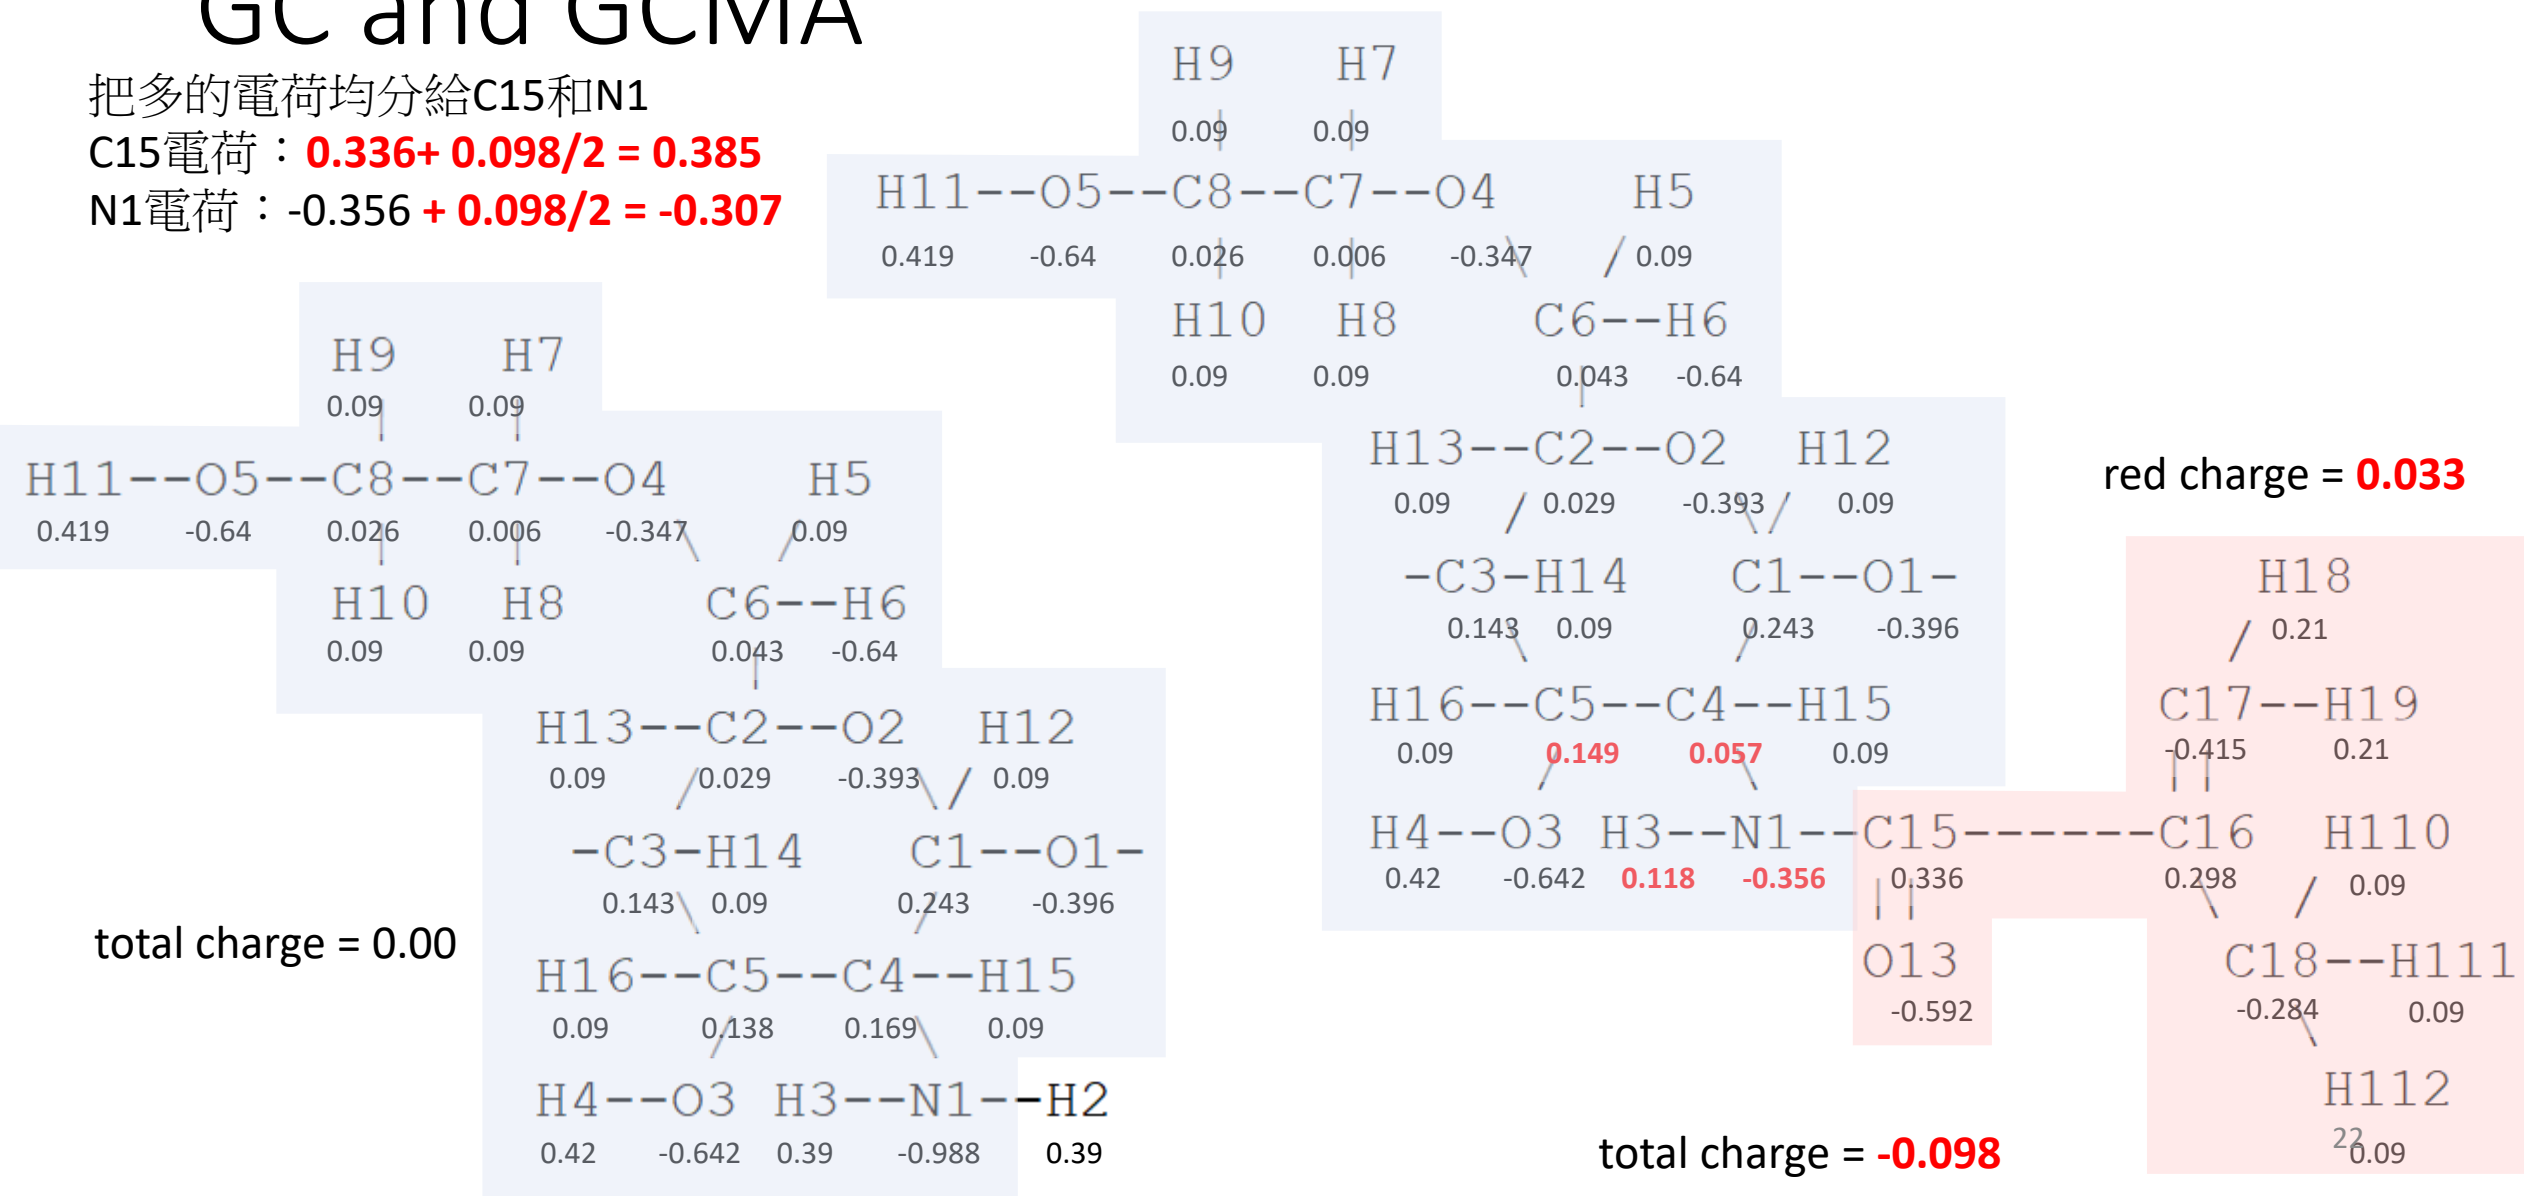 GC and GCMA
把多的電荷均分給C15和N1
C15電荷：0.336+ 0.098/2 = 0.385
N1電荷：-0.356 + 0.098/2 = -0.307
H9 H7
0.09 0.09
H11--O5--C8--C7--O4 H5
0.419 -0.64 0.026 0.006 -0.347 0.09
H10 H8 C6--H6
0.09 0.09 0.043 -0.64
H13--C2--O2 H12
0.09 0.029 -0.393 0.09
-C3-H14 C1--O1-
0.143 0.09 0.243 -0.396
H16--C5--C4--H15
0.09 0.138 0.169 0.09
H4--O3 H3--N1--H2
0.42 -0.642 0.39 -0.988 0.39
total charge = 0.00
H9 H7
0.09 0.09
H11--O5--C8--C7--O4 H5
0.419 -0.64 0.026 0.006 -0.347 0.09
H10 H8 C6--H6
0.09 0.09 0.043 -0.64
H13--C2--O2 H12
0.09 0.029 -0.393 0.09
-C3-H14 C1--O1-
0.143 0.09 0.243 -0.396
H16--C5--C4--H15
0.09 0.149 0.057 0.09
H4--O3 H3--N1--C15------C16 H110
0.42 -0.642 0.118 -0.356 0.336 0.298 0.09
red charge = 0.033
H18
0.21
C17--H19
-0.415 0.21
O13 C18--H111
-0.592 -0.284 0.09
H112
0.09
total charge = -0.098
22